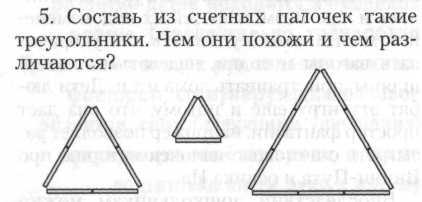 5. Составь из счетных палочек такие
треугольники. Чем они похожи и чем раз-
личаются?